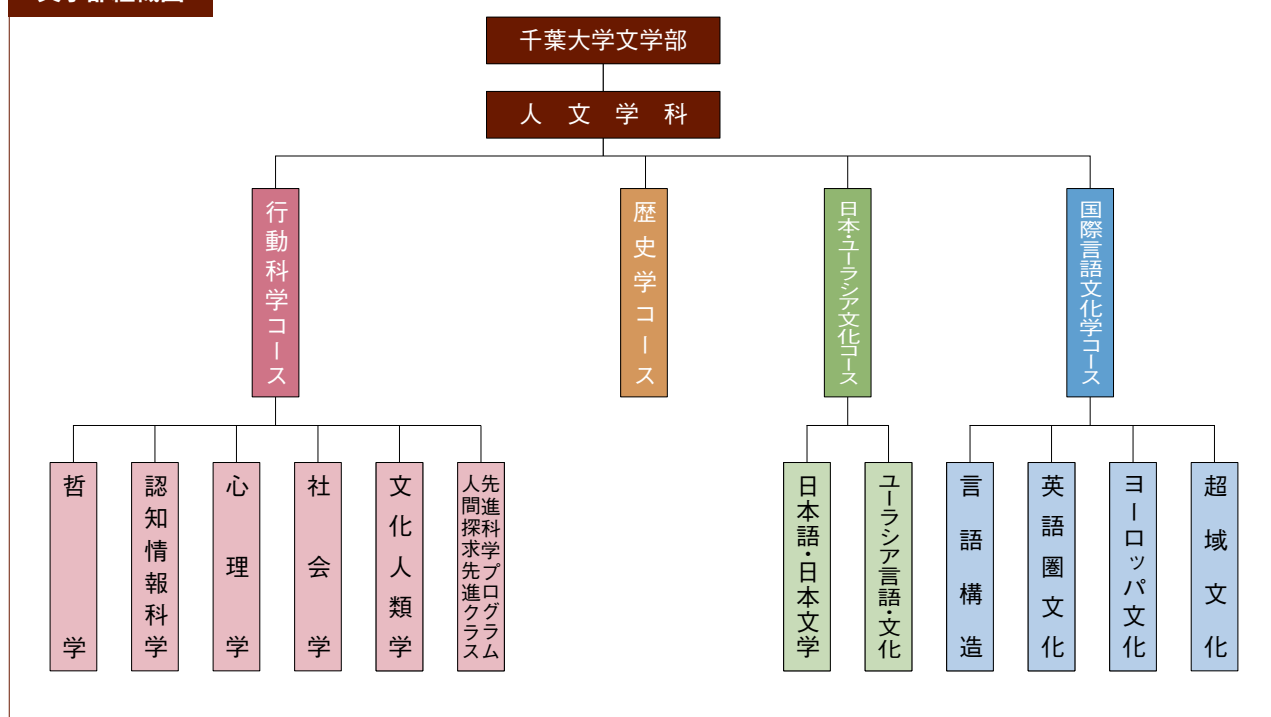 千葉大学文学部
人文学科
行動科学コース
歴史学コース
日本・ユーラシア文化コース
国際言語文化学コース
哲学
認知情報科学
心理学
社会学
文化人類学
先進科学プログラム
人間探求先進クラス
日本語・日本文学
ユーラシア言語・文化
言語構造
英語圏文化
ヨーロッパ文化
超域文化